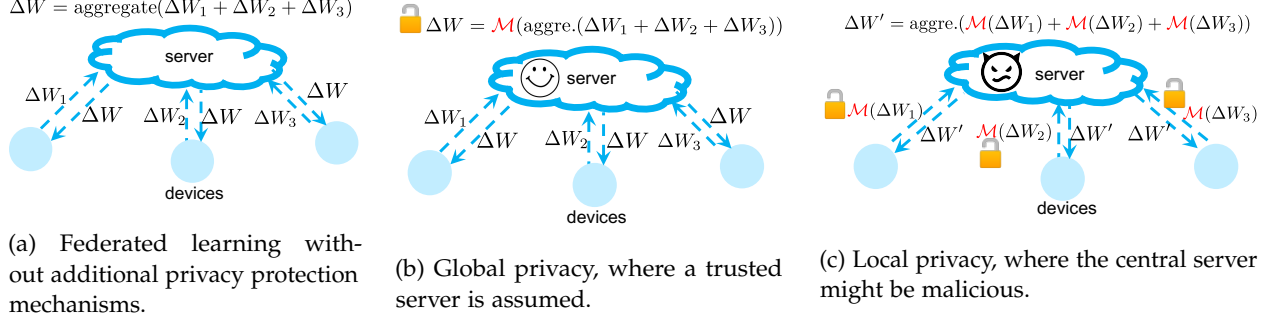 ΔW = aggregate(ΔW₁ + ΔW₂ + ΔW₃)
server
ΔW₁
ΔW
ΔW₂
ΔW
ΔW₃
ΔW
devices
(a) Federated learning with-
out additional privacy protection
mechanisms.
ΔW = ℳ(aggre.(ΔW₁ + ΔW₂ + ΔW₃))
server
ΔW₁
ΔW
ΔW₂
ΔW
ΔW₃
ΔW
devices
(b) Global privacy, where a trusted
server is assumed.
ΔW′ = aggre.(ℳ(ΔW₁) + ℳ(ΔW₂) + ℳ(ΔW₃))
server
ℳ(ΔW₁)
ΔW′
ℳ(ΔW₂)
ΔW′
ΔW′
ℳ(ΔW₃)
devices
(c) Local privacy, where the central server
might be malicious.